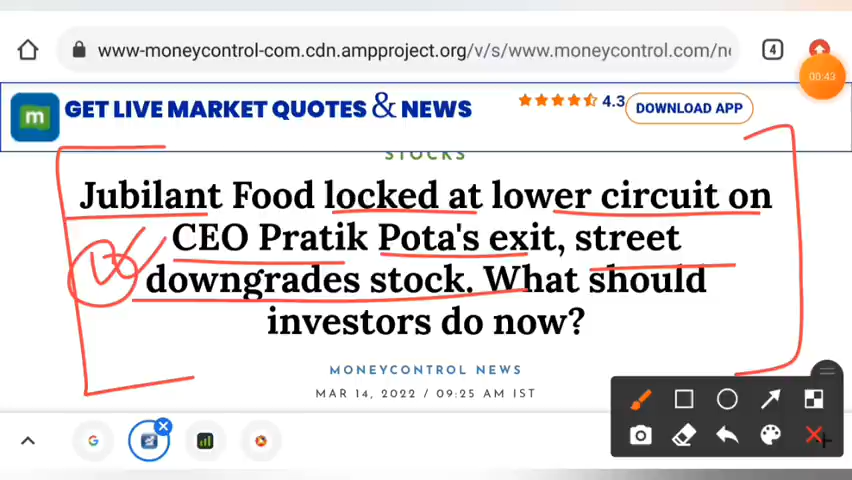 www-moneycontrol-com.cdn.ampproject.org/v/s/www.moneycontrol.com/ne
4
00:43
m
GET LIVE MARKET QUOTES & NEWS
4.3
DOWNLOAD APP
STOCKS
Jubilant Food locked at lower circuit on
CEO Pratik Pota's exit, street
downgrades stock. What should
investors do now?
MONEYCONTROL NEWS
MAR 14, 2022 / 09:25 AM IST
G